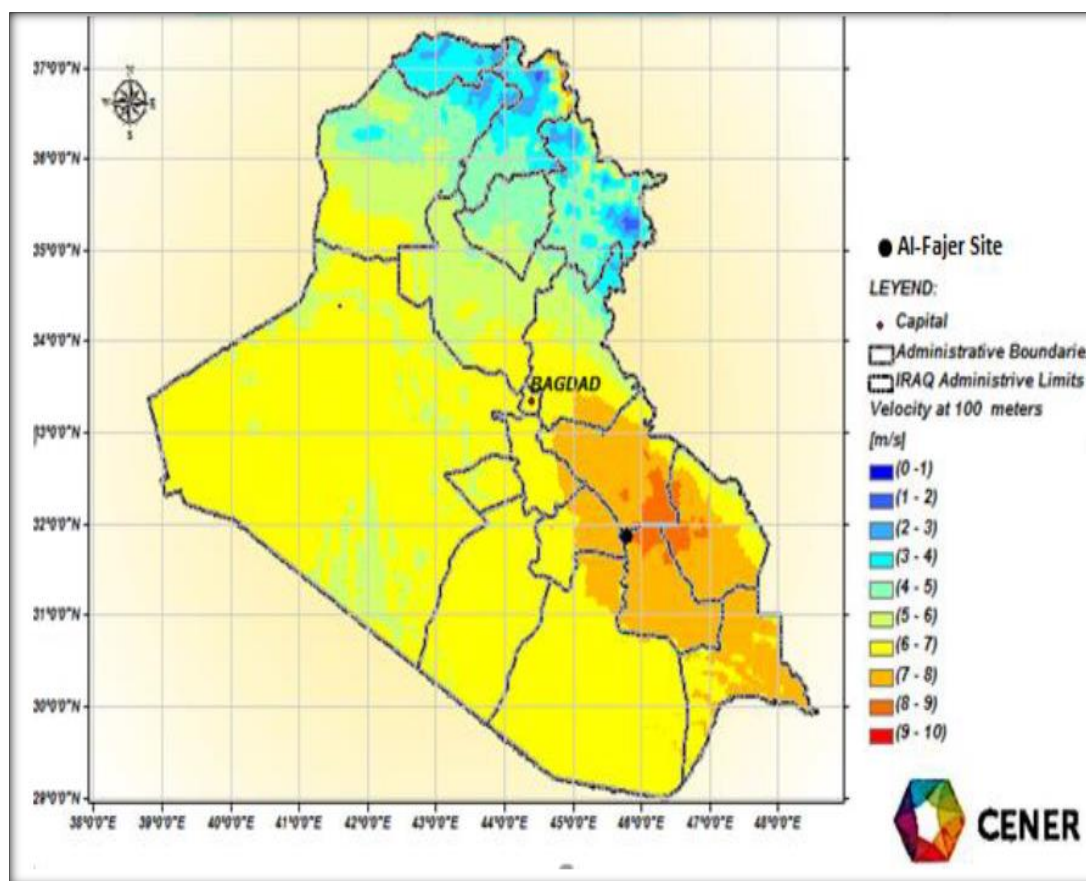 37°0'0"N
36°0'0"N
35°0'0"N
34°0'0"N
33°0'0"N
32°0'0"N
31°0'0"N
30°0'0"N
29°0'0"N
38°0'0"E 39°0'0"E 40°0'0"E 41°0'0"E 42°0'0"E 43°0'0"E 44°0'0"E 45°0'0"E 46°0'0"E 47°0'0"E 48°0'0"E
BAGDAD
Al-Fajer Site
LEYEND:
Capital
Administrative Boundarie
IRAQ Administrive Limits
Velocity at 100 meters
[m/s]
(0 -1)
(1 - 2)
(2 - 3)
(3 - 4)
(4 - 5)
(5 - 6)
(6 - 7)
(7 - 8)
(8 - 9)
(9 - 10)
CENER